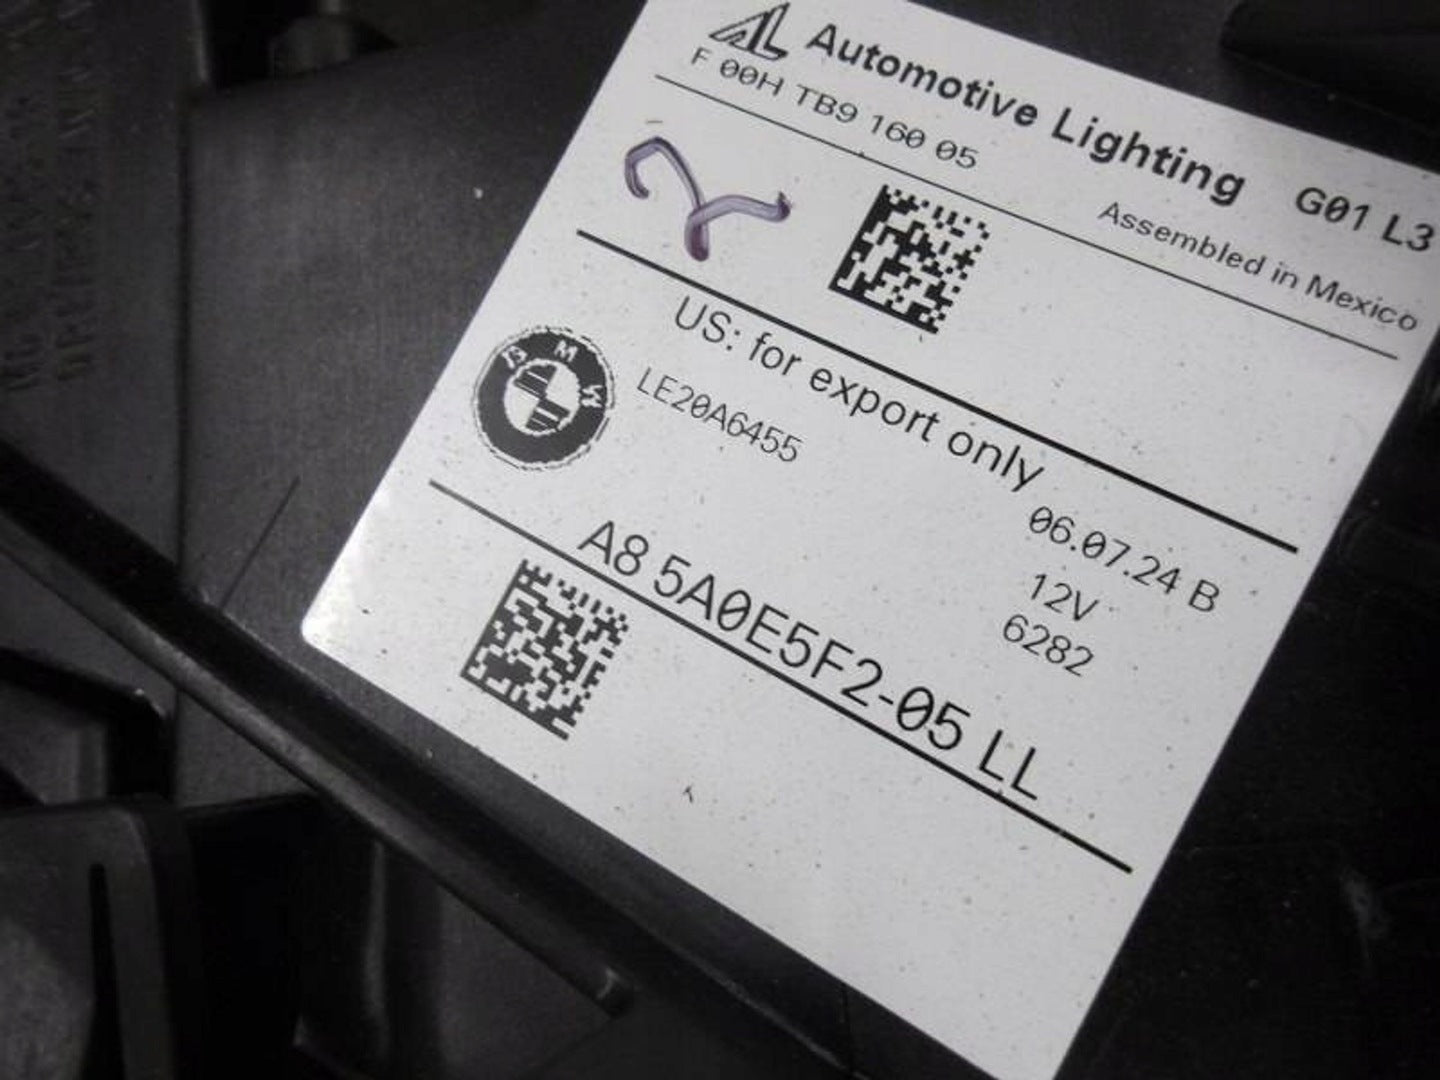 AL Automotive Lighting G01 L3
F 00H TB9 160 05
Assembled in Mexico
US: for export only
BMW
LE20A6455
06.07.24 B
12V
6282
A8 5A0E5F2-05 LL